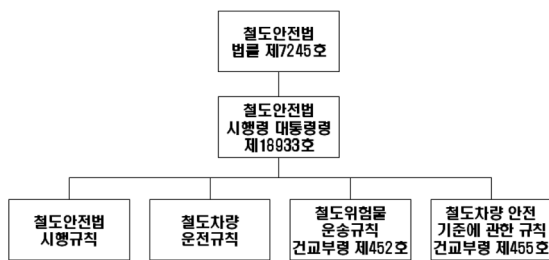 철도안전법
법률 제7245호
철도안전법
시행령 대통령령
제18933호
철도안전법
시행규칙
철도차량
운전규칙
철도위험물
운송규칙
건교부령 제452호
철도차량 안전
기준에 관한 규칙
건교부령 제455호